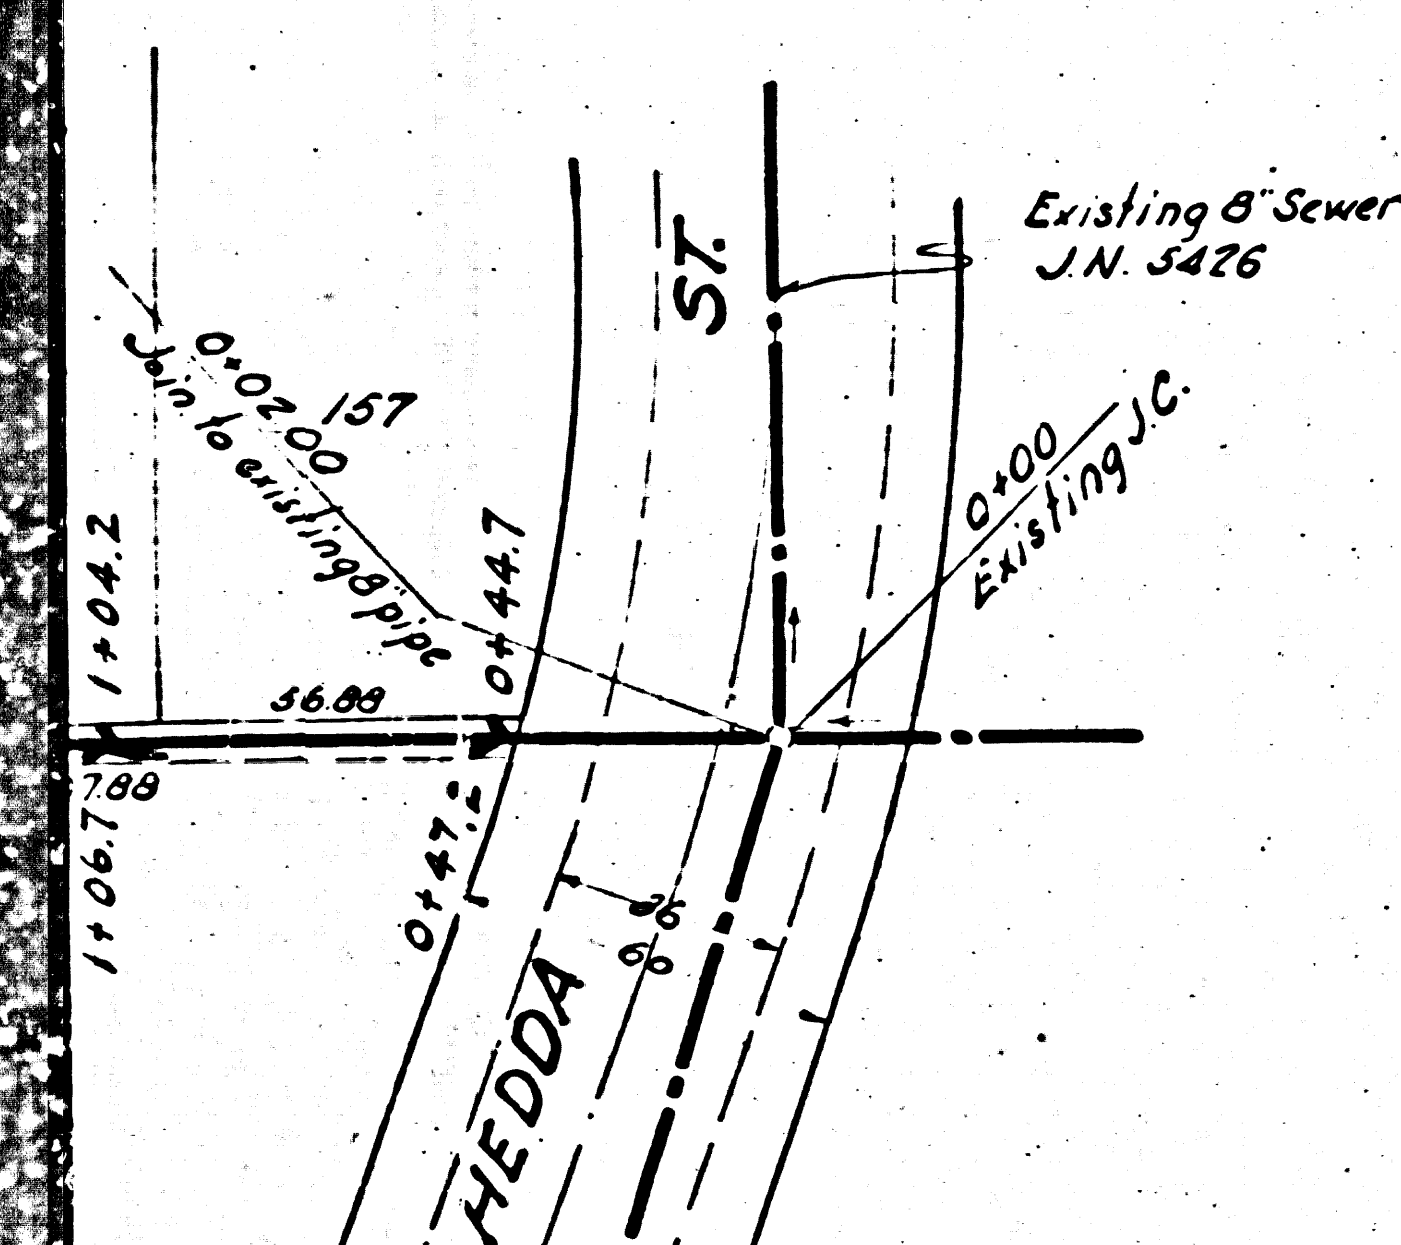 Existing 8" Sewer
J.N. 5426
ST.
0+02.00
Join to existing 8" pipe
157
0+00
Existing J.C.
1+04.2
0+44.7
56.88
7.88
1+06.7
0+47.2
36
60
HEDDA